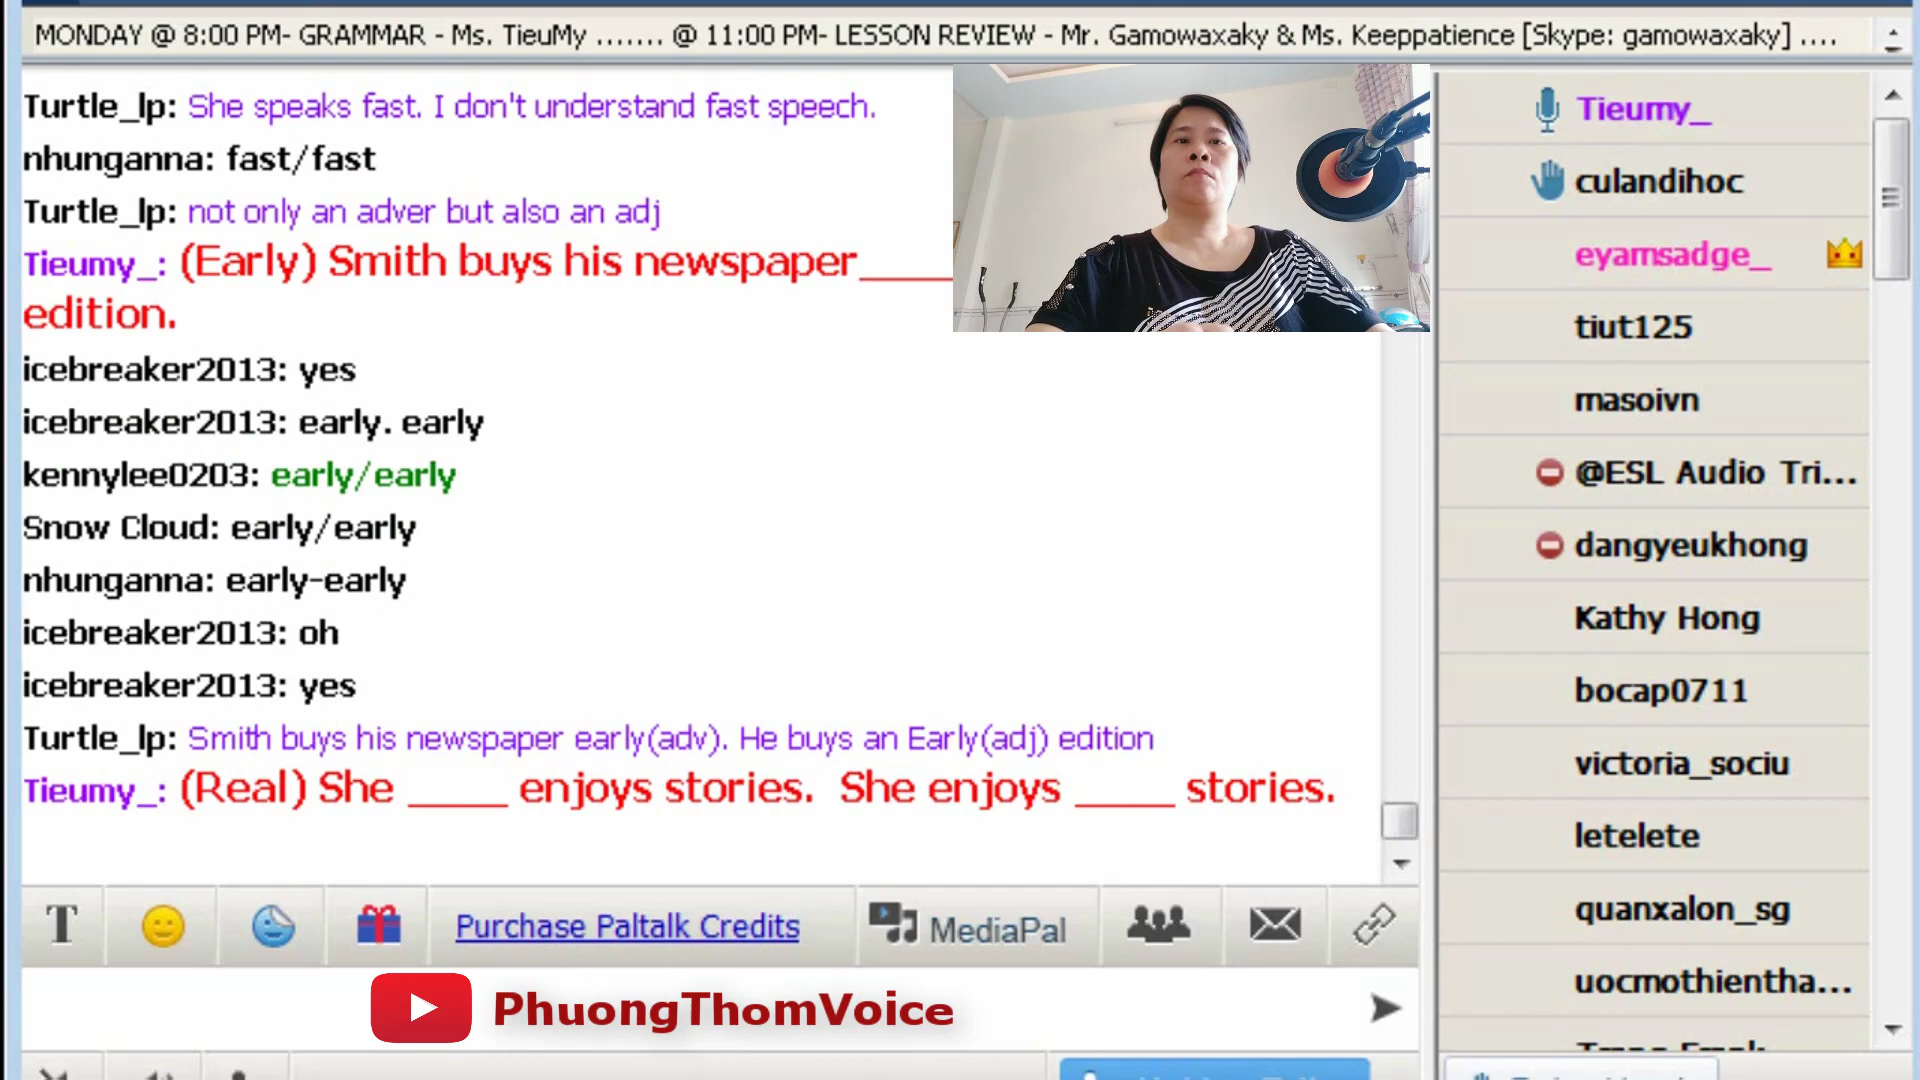 MONDAY @ 8:00 PM- GRAMMAR - Ms. TieuMy ....... @ 11:00 PM- LESSON REVIEW - Mr. Gamowaxaky & Ms. Keeppatience [Skype: gamowaxaky] ....
Turtle_lp: She speaks fast. I don't understand fast speech.
nhunganna: fast/fast
Turtle_lp: not only an adver but also an adj
Tieumy_: (Early) Smith buys his newspaper____
edition.
icebreaker2013: yes
icebreaker2013: early. early
kennylee0203: early/early
Snow Cloud: early/early
nhunganna: early-early
icebreaker2013: oh
icebreaker2013: yes
Turtle_lp: Smith buys his newspaper early(adv). He buys an Early(adj) edition
Tieumy_: (Real) She ____ enjoys stories.  She enjoys ____ stories.
Tieumy_
culandihoc
eyamsadge_
tiut125
masoivn
@ESL Audio Tri...
dangyeukhong
Kathy Hong
bocap0711
victoria_sociu
letelete
quanxalon_sg
uocmothientha...
T
Purchase Paltalk Credits
MediaPal
PhuongThomVoice